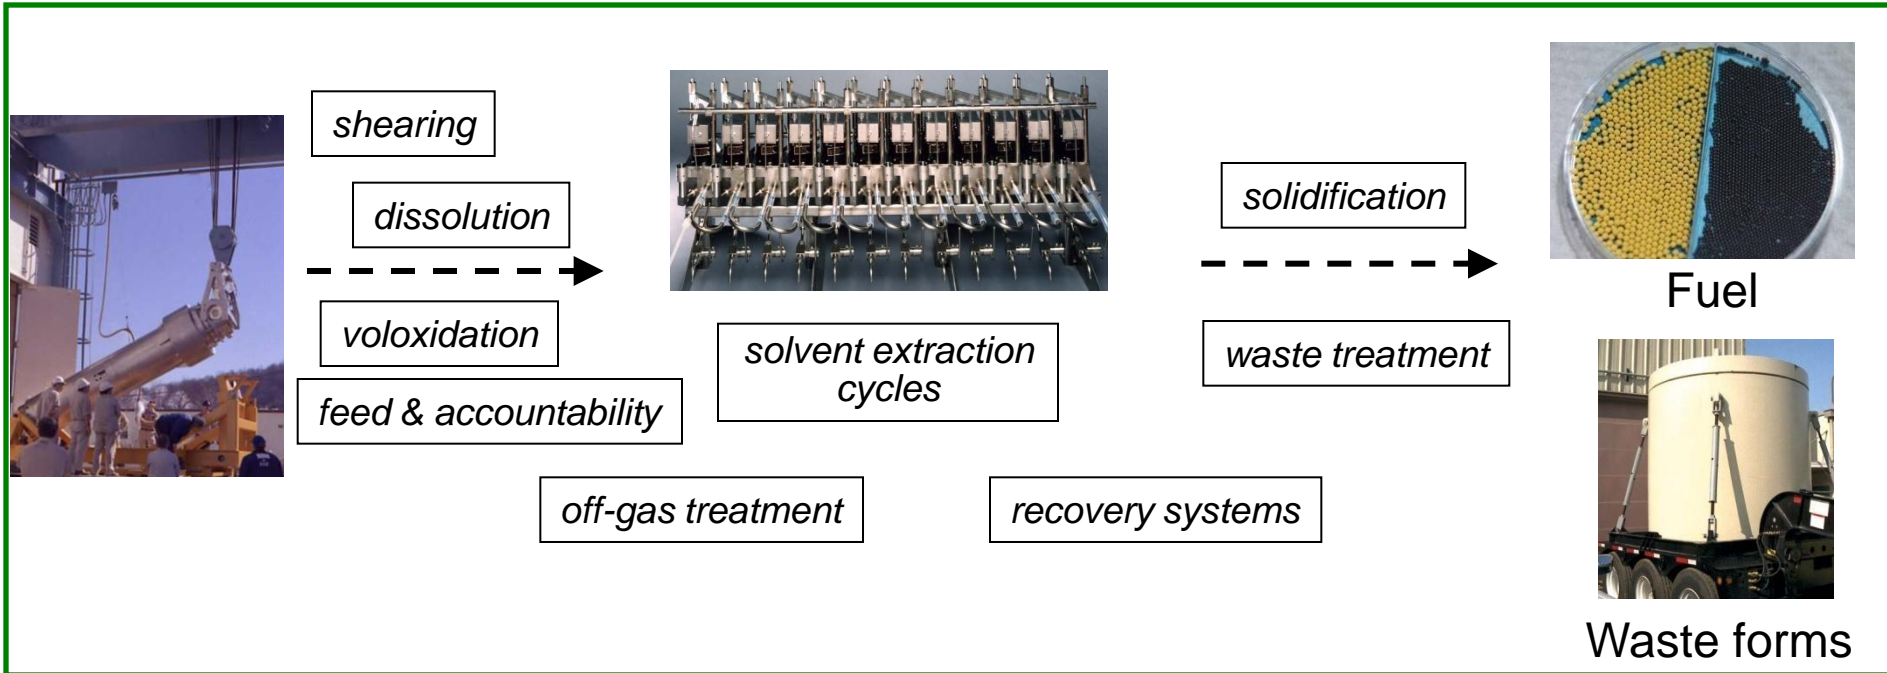 shearing
dissolution
voloxidation
feed & accountability
solvent extraction
cycles
off-gas treatment
recovery systems
solidification
waste treatment
Fuel
Waste forms